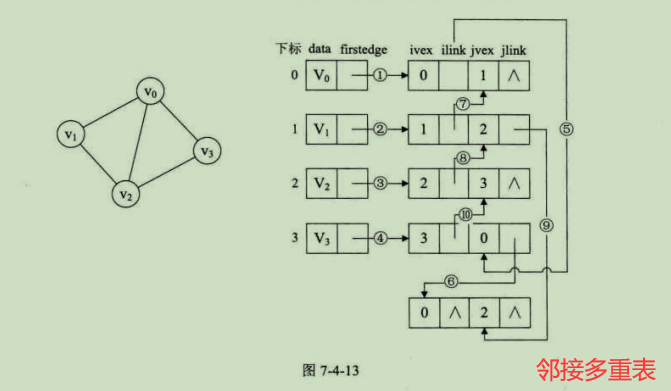 下标 data firstedge ivex ilink jvex jlink
0 V₀ ① 0 1 ∧
⑦
⑤
1 V₁ ② 1 2
⑧
2 V₂ ③ 2 3 ∧
⑩
⑨
3 V₃ ④ 3 0
⑥
0 ∧ 2 ∧
v₀
v₁
v₃
v₂
图 7-4-13
邻接多重表